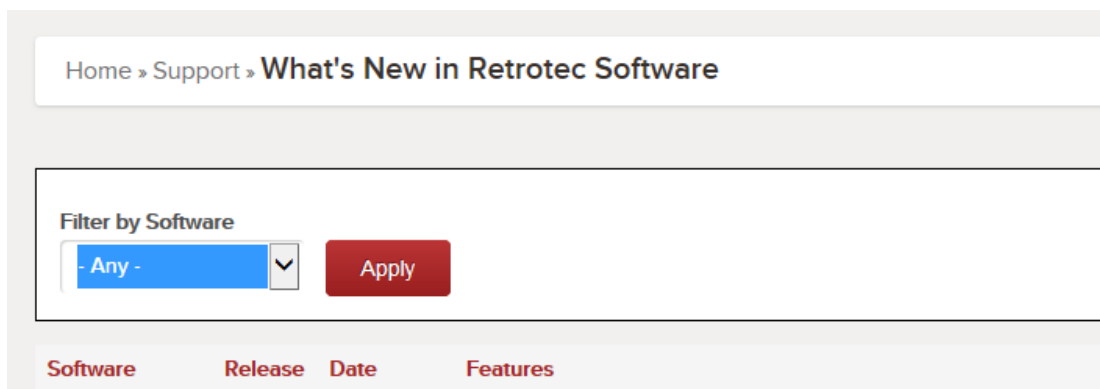 Home » Support » What's New in Retrotec Software
Filter by Software
- Any -
Apply
Software Release Date Features